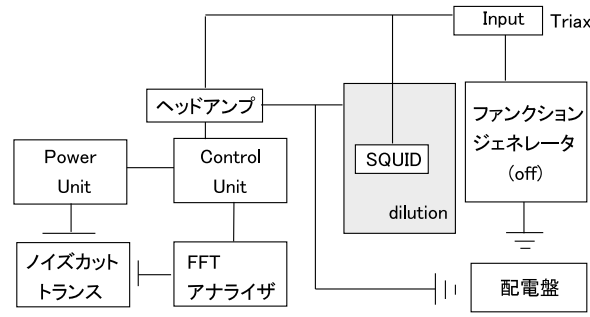 Input
Triax
ヘッドアンプ
ファンクション
ジェネレータ
(off)
Power
Unit
Control
Unit
SQUID
dilution
ノイズカット
トランス
FFT
アナライザ
配電盤